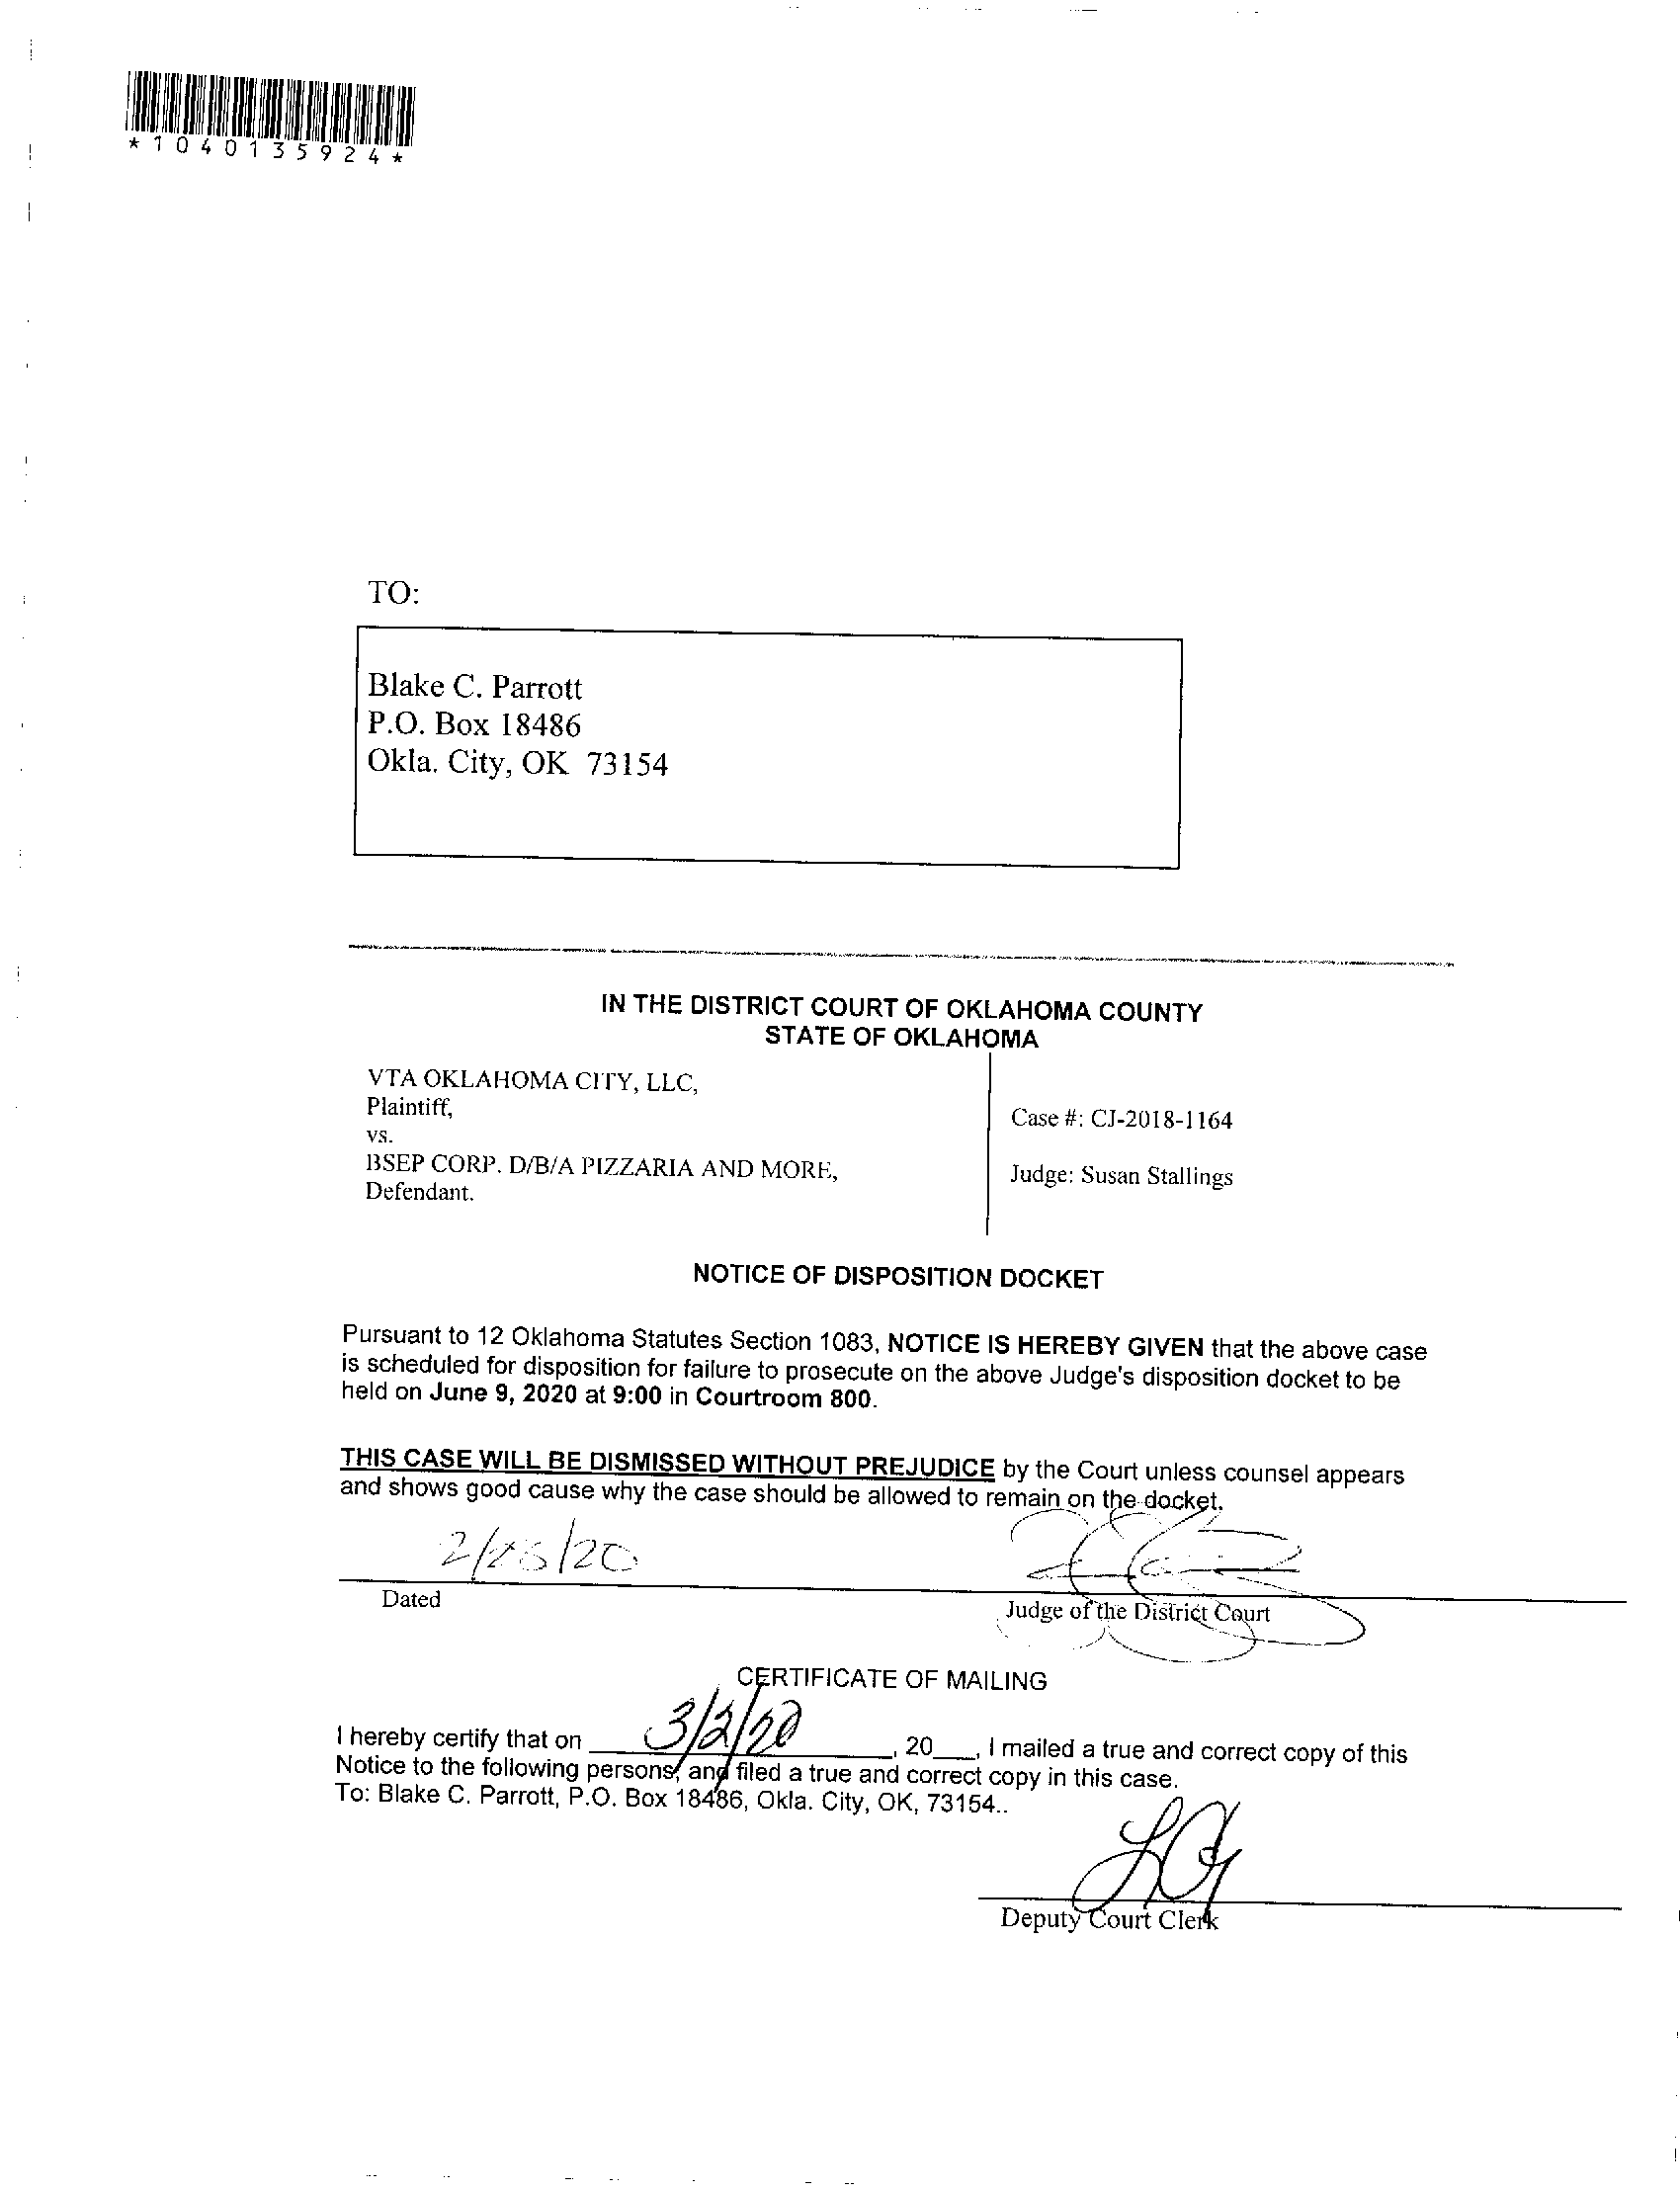 *1040135924*
TO:
Blake C. Parrott
P.O. Box 18486
Okla. City, OK 73154
IN THE DISTRICT COURT OF OKLAHOMA COUNTY
STATE OF OKLAHOMA
VTA OKLAHOMA CITY, LLC,
Plaintiff,
vs.
BSEP CORP. D/B/A PIZZARIA AND MORE,
Defendant.
Case #: CJ-2018-1164
Judge: Susan Stallings
NOTICE OF DISPOSITION DOCKET
Pursuant to 12 Oklahoma Statutes Section 1083, NOTICE IS HEREBY GIVEN that the above case
is scheduled for disposition for failure to prosecute on the above Judge's disposition docket to be
held on June 9, 2020 at 9:00 in Courtroom 800.
THIS CASE WILL BE DISMISSED WITHOUT PREJUDICE by the Court unless counsel appears
and shows good cause why the case should be allowed to remain on the docket.
Dated
Judge of the District Court
CERTIFICATE OF MAILING
I hereby certify that on 3/2/20, 20___, I mailed a true and correct copy of this
Notice to the following persons, and filed a true and correct copy in this case.
To: Blake C. Parrott, P.O. Box 18486, Okla. City, OK, 73154..
Deputy Court Clerk